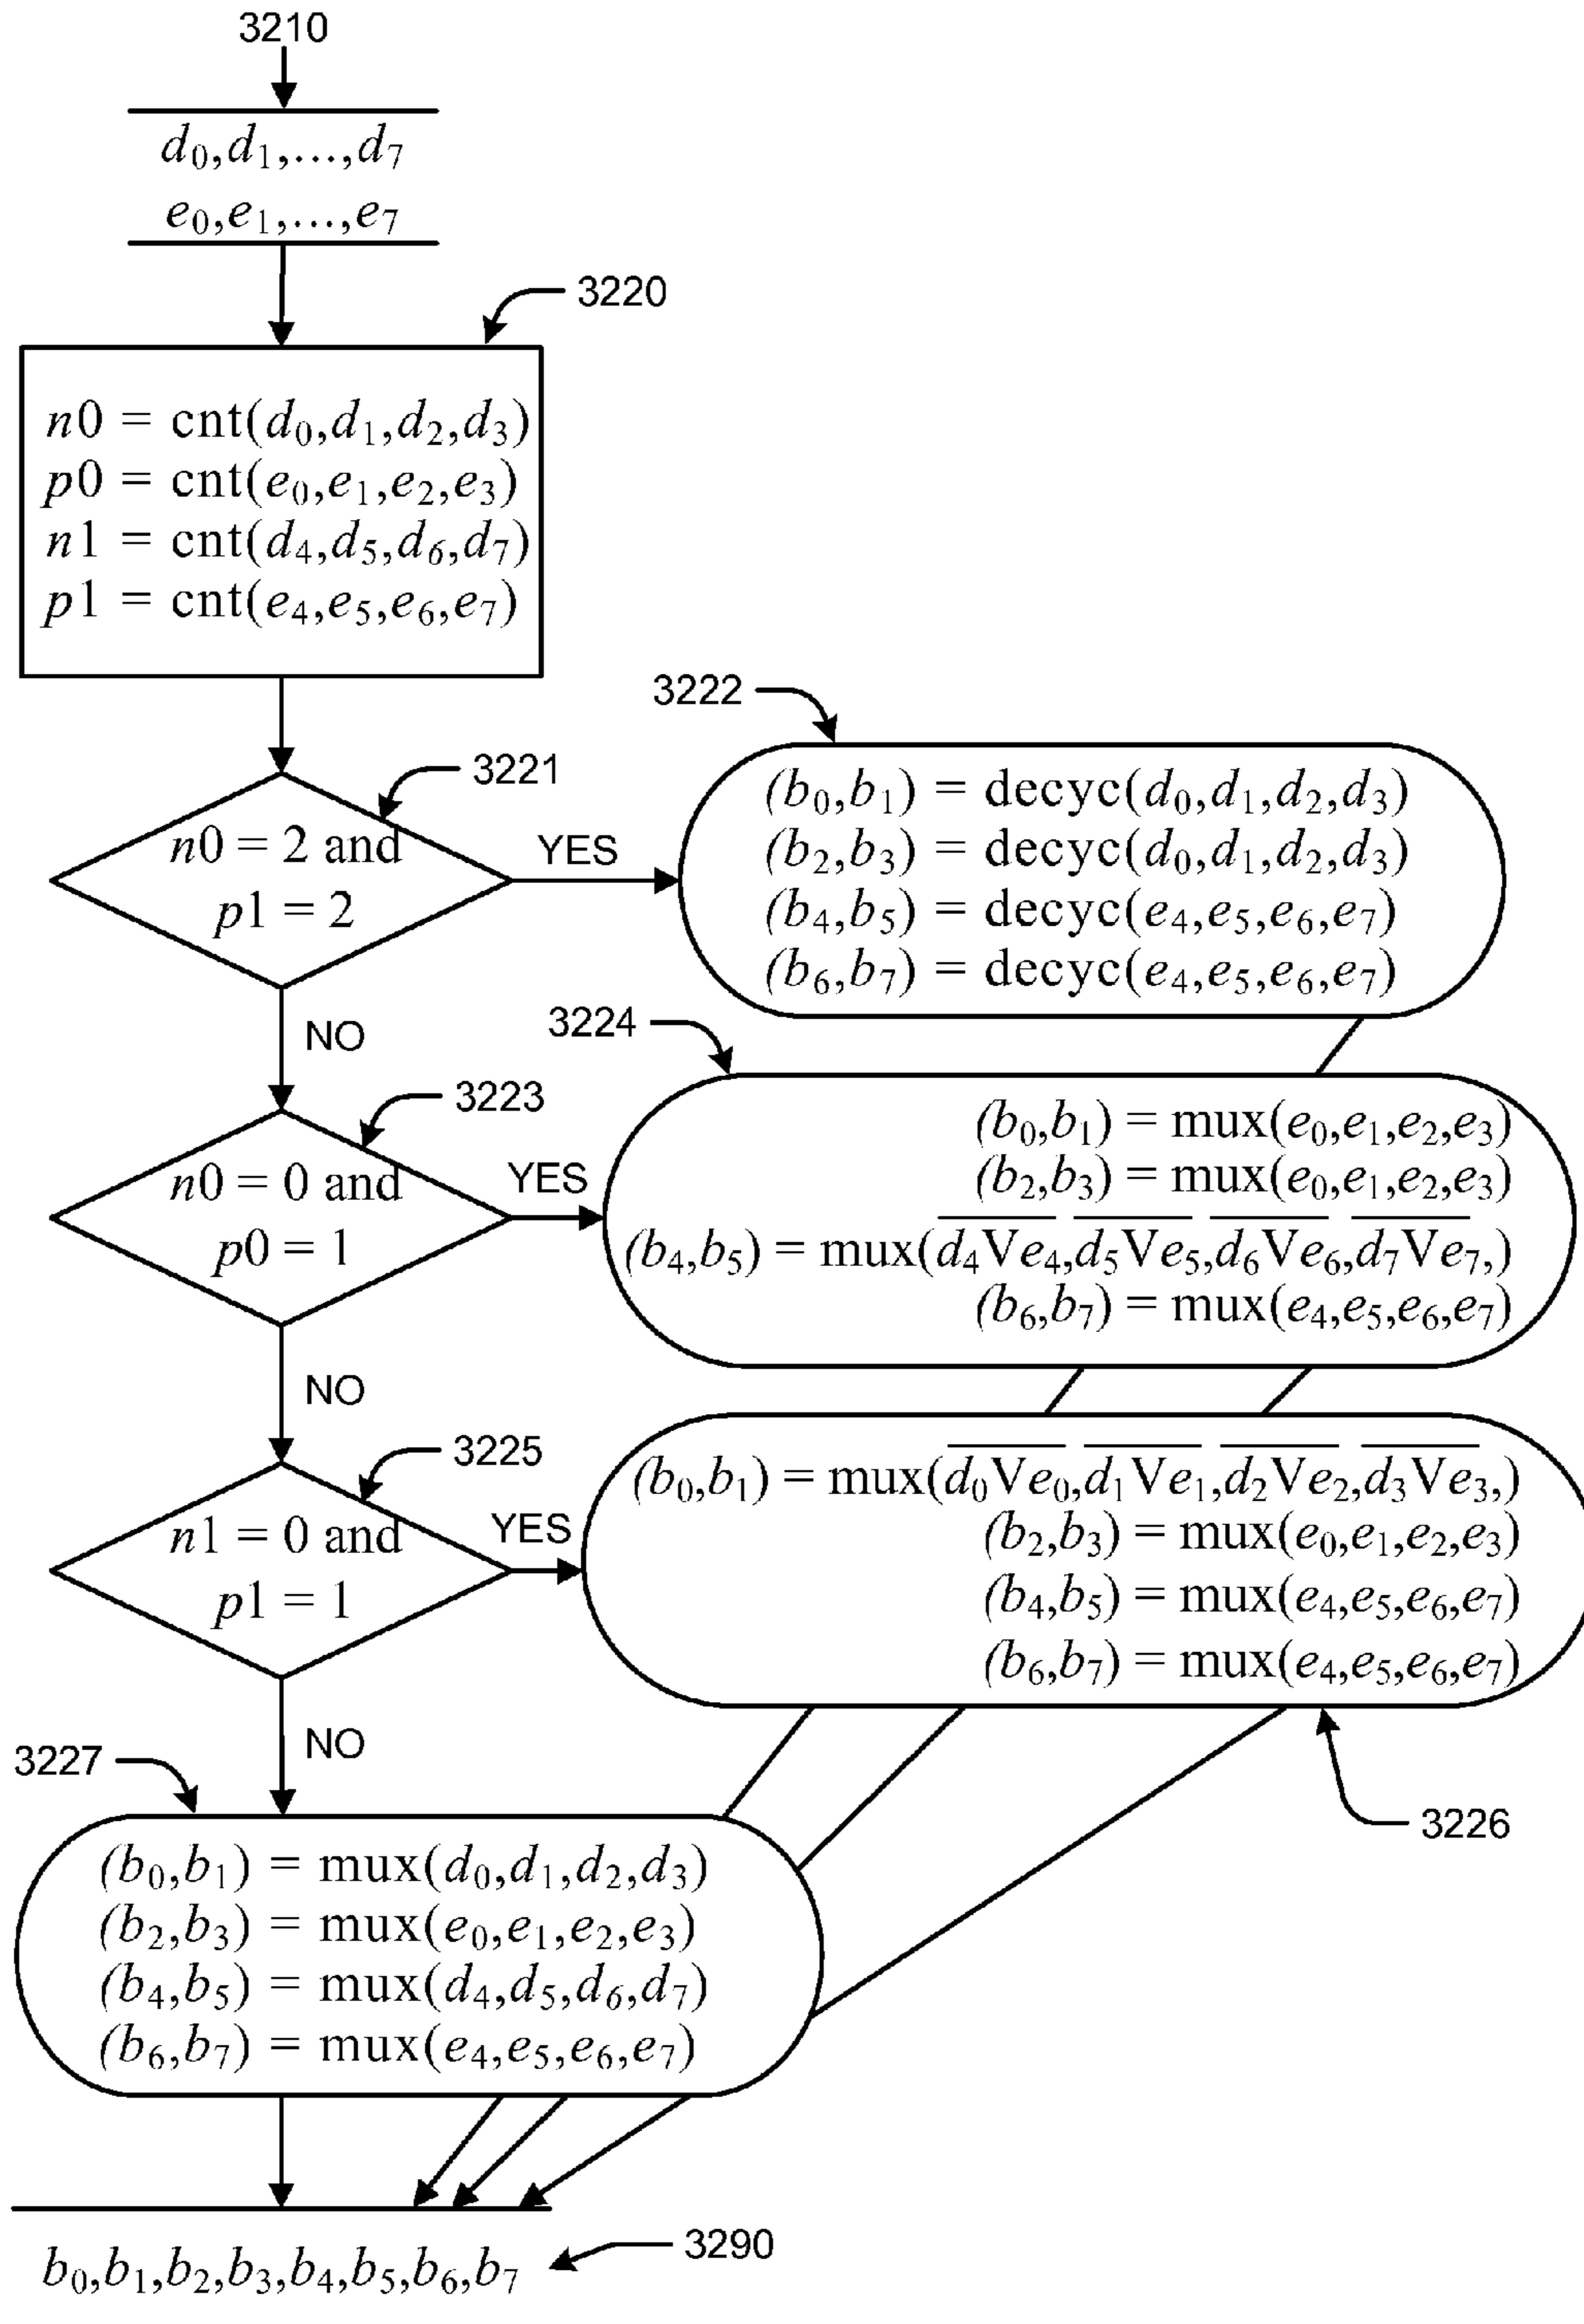 3210
d₀,d₁,...,d₇
e₀,e₁,...,e₇
3220
n0 = cnt(d₀,d₁,d₂,d₃)
p0 = cnt(e₀,e₁,e₂,e₃)
n1 = cnt(d₄,d₅,d₆,d₇)
p1 = cnt(e₄,e₅,e₆,e₇)
3221
n0 = 2 and
p1 = 2
YES
NO
3222
(b₀,b₁) = decyc(d₀,d₁,d₂,d₃)
(b₂,b₃) = decyc(d₀,d₁,d₂,d₃)
(b₄,b₅) = decyc(e₄,e₅,e₆,e₇)
(b₆,b₇) = decyc(e₄,e₅,e₆,e₇)
3223
n0 = 0 and
p0 = 1
YES
NO
3224
(b₀,b₁) = mux(e₀,e₁,e₂,e₃)
(b₂,b₃) = mux(e₀,e₁,e₂,e₃)
(b₄,b₅) = mux(d₄Ve₄,d₅Ve₅,d₆Ve₆,d₇Ve₇,)
(b₆,b₇) = mux(e₄,e₅,e₆,e₇)
3225
n1 = 0 and
p1 = 1
YES
NO
(b₀,b₁) = mux(d₀Ve₀,d₁Ve₁,d₂Ve₂,d₃Ve₃,)
(b₂,b₃) = mux(e₀,e₁,e₂,e₃)
(b₄,b₅) = mux(e₄,e₅,e₆,e₇)
(b₆,b₇) = mux(e₄,e₅,e₆,e₇)
3226
3227
(b₀,b₁) = mux(d₀,d₁,d₂,d₃)
(b₂,b₃) = mux(e₀,e₁,e₂,e₃)
(b₄,b₅) = mux(d₄,d₅,d₆,d₇)
(b₆,b₇) = mux(e₄,e₅,e₆,e₇)
b₀,b₁,b₂,b₃,b₄,b₅,b₆,b₇
3290